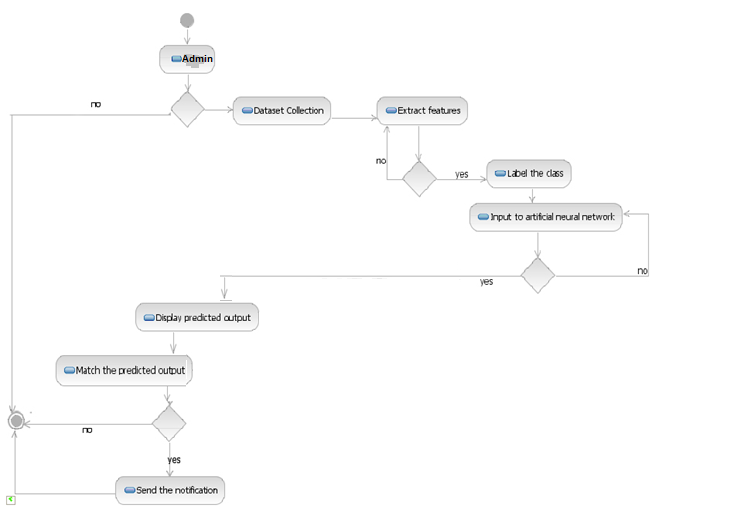 Admin
no
Dataset Collection
Extract features
no
yes
Label the class
Input to artificial neural network
no
yes
Display predicted output
Match the predicted output
no
yes
Send the notification